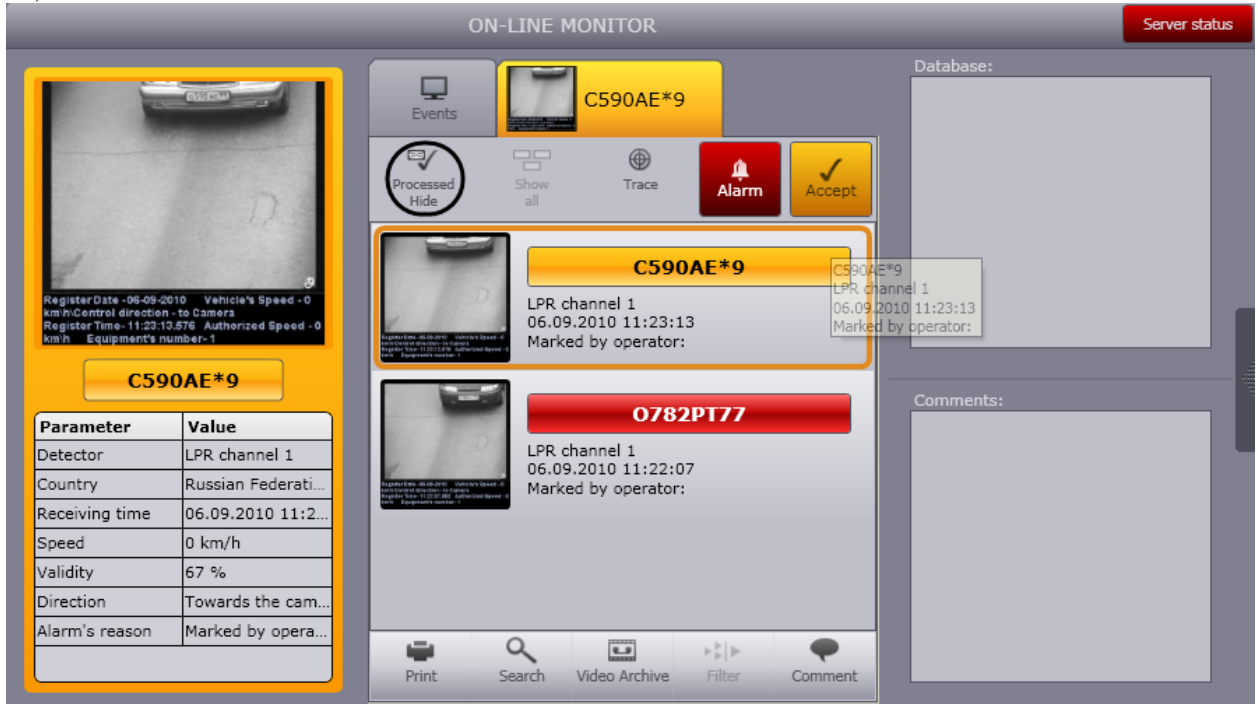 ON-LINE MONITOR
Server status
RegisterDate -06-09-2010 Vehicle's Speed - 0
km\h\Control direction - to Camera
Register Time- 11:23:13.576 Authorized Speed - 0
km\h Equipment's number- 1
C590AE*9
Parameter Value
Detector LPR channel 1
Country Russian Federati...
Receiving time 06.09.2010 11:2...
Speed 0 km/h
Validity 67 %
Direction Towards the cam...
Alarm's reason Marked by opera...
Events
C590AE*9
Processed
Hide
Show
all
Trace
Alarm
Accept
C590AE*9
LPR channel 1
06.09.2010 11:23:13
Marked by operator:
C590AE*9
LPR channel 1
06.09.2010 11:23:13
Marked by operator:
O782PT77
LPR channel 1
06.09.2010 11:22:07
Marked by operator:
Print
Search
Video Archive
Filter
Comment
Database:
Comments: